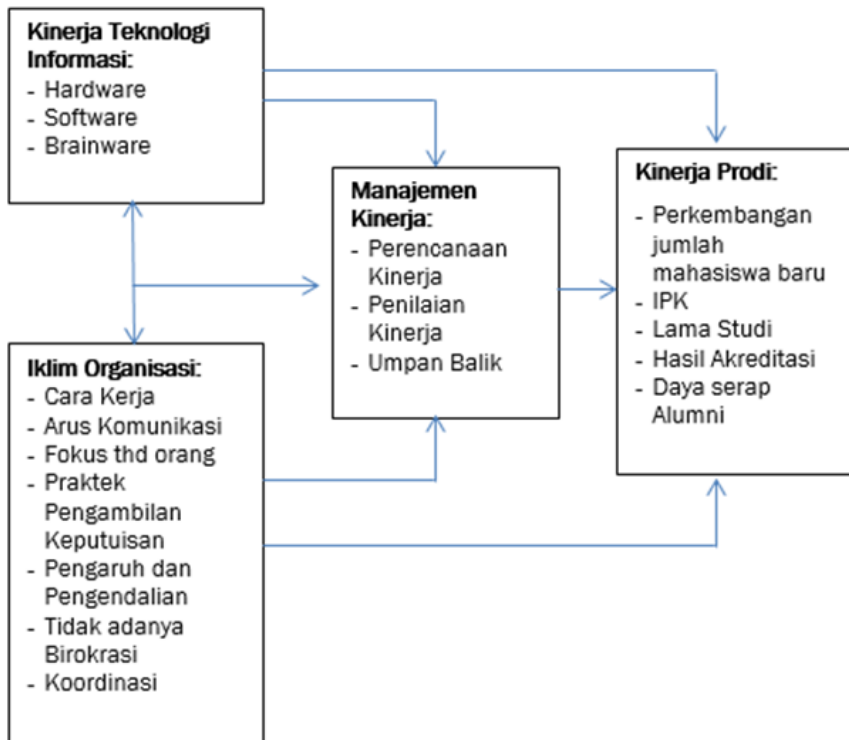 Kinerja Teknologi
Informasi:
- Hardware
- Software
- Brainware
Iklim Organisasi:
- Cara Kerja
- Arus Komunikasi
- Fokus thd orang
- Praktek
Pengambilan
Keputuisan
- Pengaruh dan
Pengendalian
- Tidak adanya
Birokrasi
- Koordinasi
Manajemen
Kinerja:
- Perencanaan
Kinerja
- Penilaian
Kinerja
- Umpan Balik
Kinerja Prodi:
- Perkembangan
jumlah
mahasiswa baru
- IPK
- Lama Studi
- Hasil Akreditasi
- Daya serap
Alumni